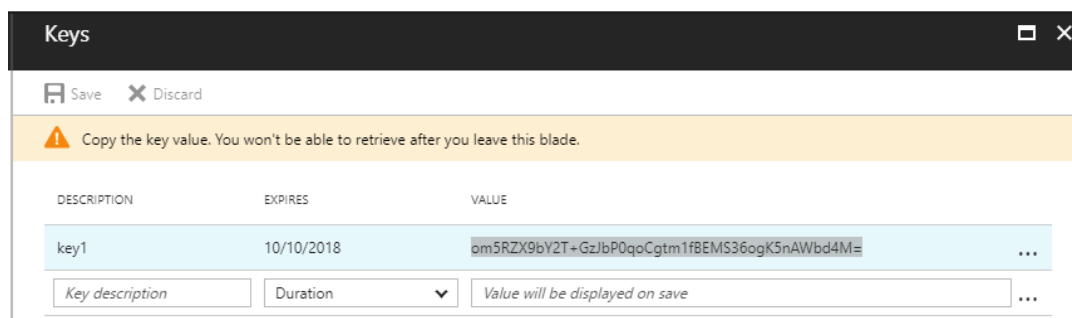 Keys
Save Discard
Copy the key value. You won't be able to retrieve after you leave this blade.
DESCRIPTION EXPIRES VALUE
key1 10/10/2018 om5RZX9bY2T+GzJbP0qoCgtm1fBEMS36ogK5nAWbd4M= ...
Key description Duration Value will be displayed on save ...